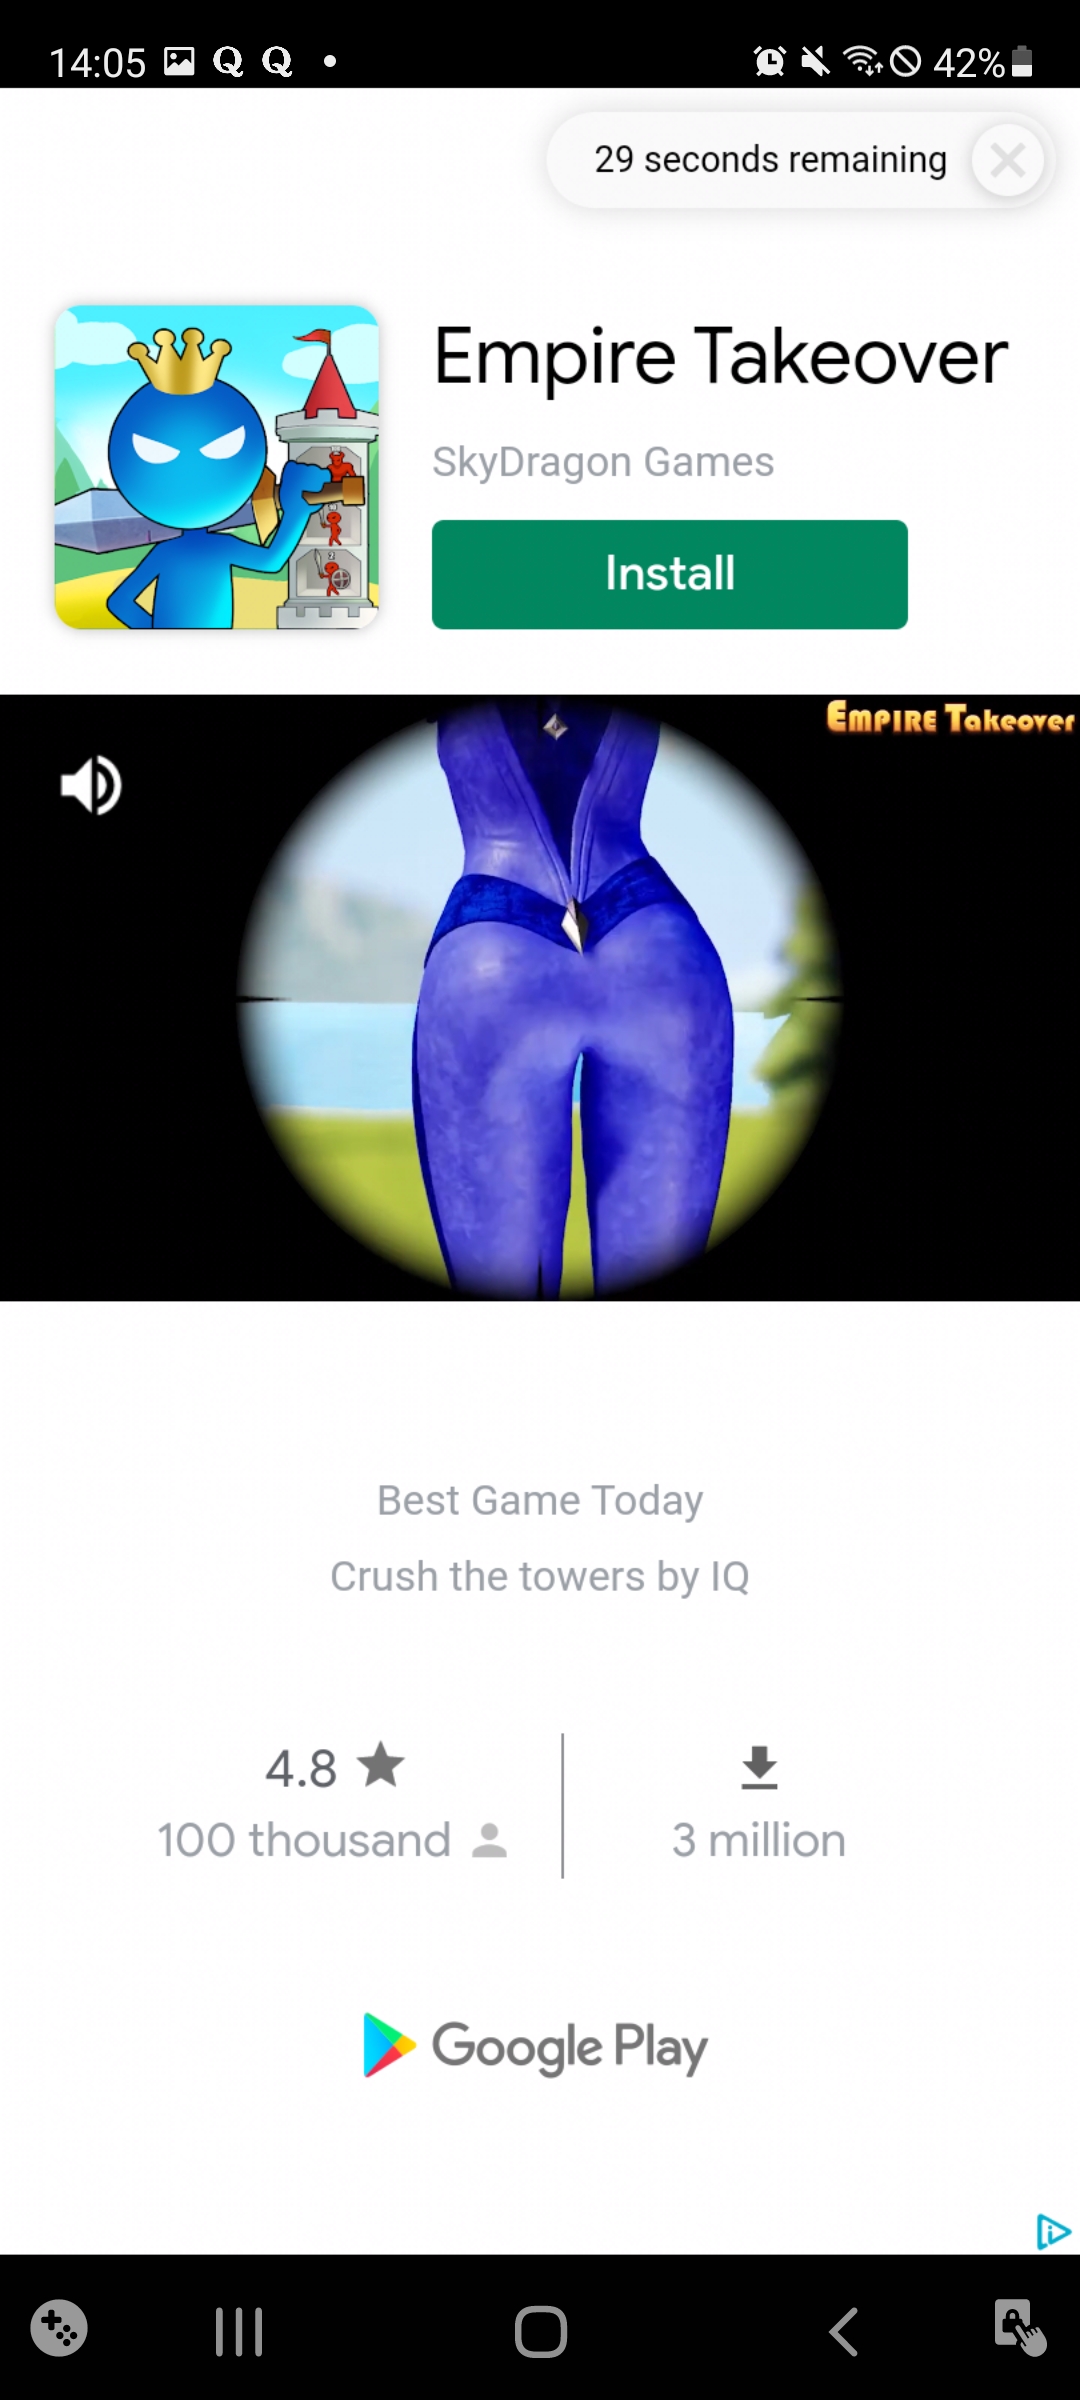 14:05 Q Q 42%
29 seconds remaining
Empire Takeover
SkyDragon Games
Install
EMPIRE Takeover
Best Game Today
Crush the towers by IQ
4.8
100 thousand
3 million
Google Play